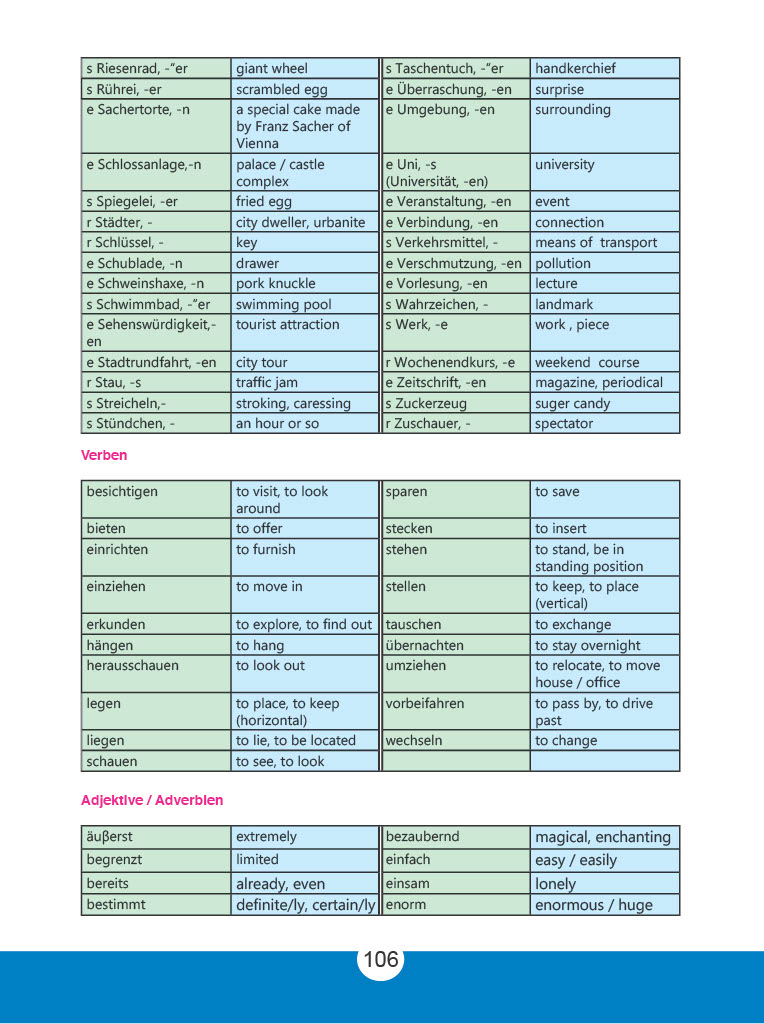 s Riesenrad, -“er giant wheel s Taschentuch, -“er handkerchief
s Rührei, -er scrambled egg e Überraschung, -en surprise
e Sachertorte, -n a special cake made e Umgebung, -en surrounding
by Franz Sacher of
Vienna
e Schlossanlage,-n palace / castle e Uni, -s university
complex (Universität, -en)
s Spiegelei, -er fried egg e Veranstaltung, -en event
r Städter, - city dweller, urbanite e Verbindung, -en connection
r Schlüssel, - key s Verkehrsmittel, - means of transport
e Schublade, -n drawer e Verschmutzung, -en pollution
e Schweinshaxe, -n pork knuckle e Vorlesung, -en lecture
s Schwimmbad, -“er swimming pool s Wahrzeichen, - landmark
e Sehenswürdigkeit,- tourist attraction s Werk, -e work , piece
en
e Stadtrundfahrt, -en city tour r Wochenendkurs, -e weekend course
r Stau, -s traffic jam e Zeitschrift, -en magazine, periodical
s Streicheln,- stroking, caressing s Zuckerzeug suger candy
s Stündchen, - an hour or so r Zuschauer, - spectator
Verben
besichtigen to visit, to look sparen to save
around
bieten to offer stecken to insert
einrichten to furnish stehen to stand, be in
standing position
einziehen to move in stellen to keep, to place
(vertical)
erkunden to explore, to find out tauschen to exchange
hängen to hang übernachten to stay overnight
herausschauen to look out umziehen to relocate, to move
house / office
legen to place, to keep vorbeifahren to pass by, to drive
(horizontal) past
liegen to lie, to be located wechseln to change
schauen to see, to look
Adjektive / Adverbien
äuβerst extremely bezaubernd magical, enchanting
begrenzt limited einfach easy / easily
bereits already, even einsam lonely
bestimmt definite/ly, certain/ly enorm enormous / huge
106